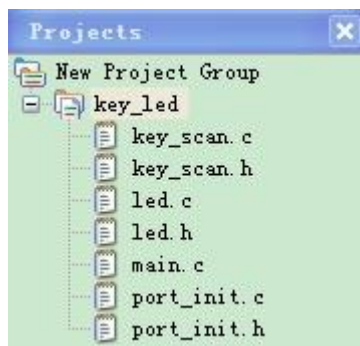 Projects
New Project Group
key_led
key_scan.c
key_scan.h
led.c
led.h
main.c
port_init.c
port_init.h